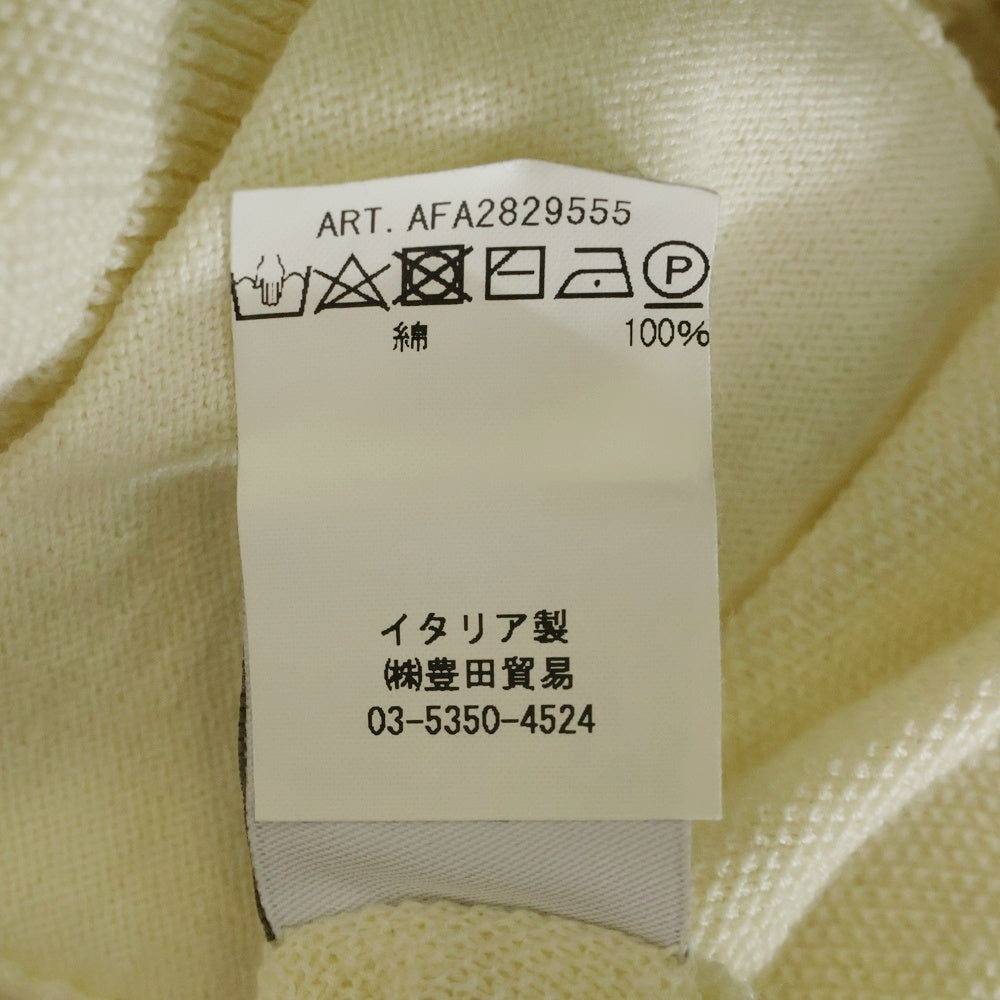 ART. AFA2829555
P
綿 100%
イタリア製
㈱豊田貿易
03-5350-4524